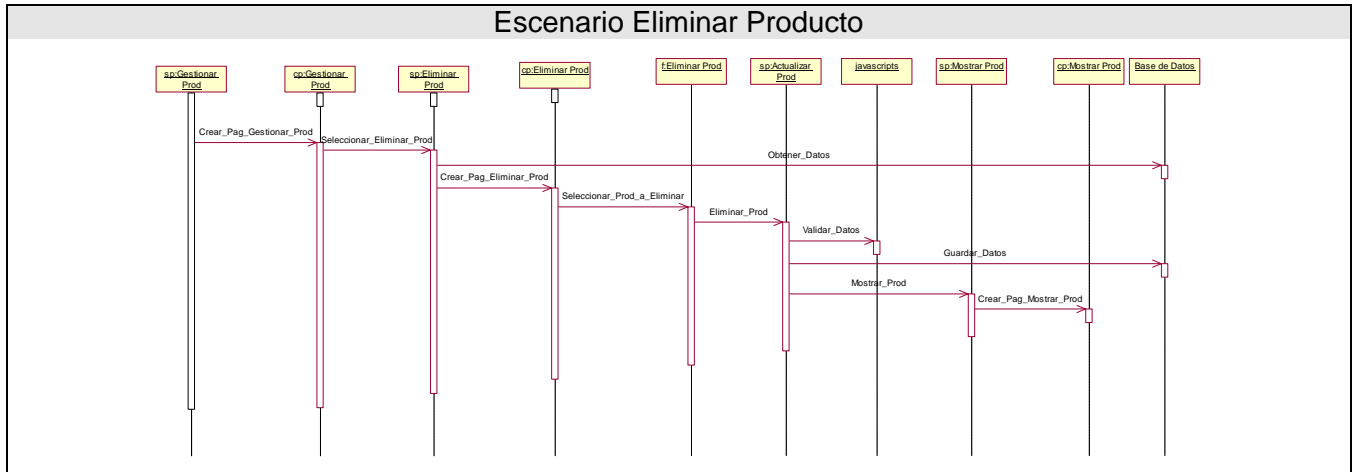 Escenario Eliminar Producto
sp:Gestionar
Prod
cp:Gestionar
Prod
sp:Eliminar
Prod
cp:Eliminar Prod
f:Eliminar Prod
sp:Actualizar
Prod
javascripts
sp:Mostrar Prod
cp:Mostrar Prod
Base de Datos
Crear_Pag_Gestionar_Prod
Seleccionar_Eliminar_Prod
Obtener_Datos
Crear_Pag_Eliminar_Prod
Seleccionar_Prod_a_Eliminar
Eliminar_Prod
Validar_Datos
Guardar_Datos
Mostrar_Prod
Crear_Pag_Mostrar_Prod